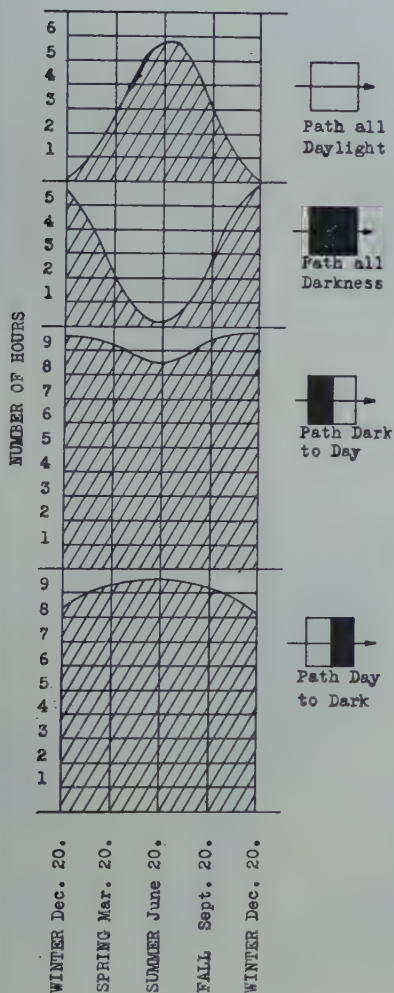 6
5
4
3
2
1
Path all
Daylight
5
4
3
2
1
Path all
Darkness
NUMBER OF HOURS
9
8
7
6
5
4
3
2
1
Path Dark
to Day
9
8
7
6
5
4
3
2
1
Path Day
to Dark
WINTER Dec. 20.
SPRING Mar. 20.
SUMMER June 20.
FALL Sept. 20.
WINTER Dec. 20.